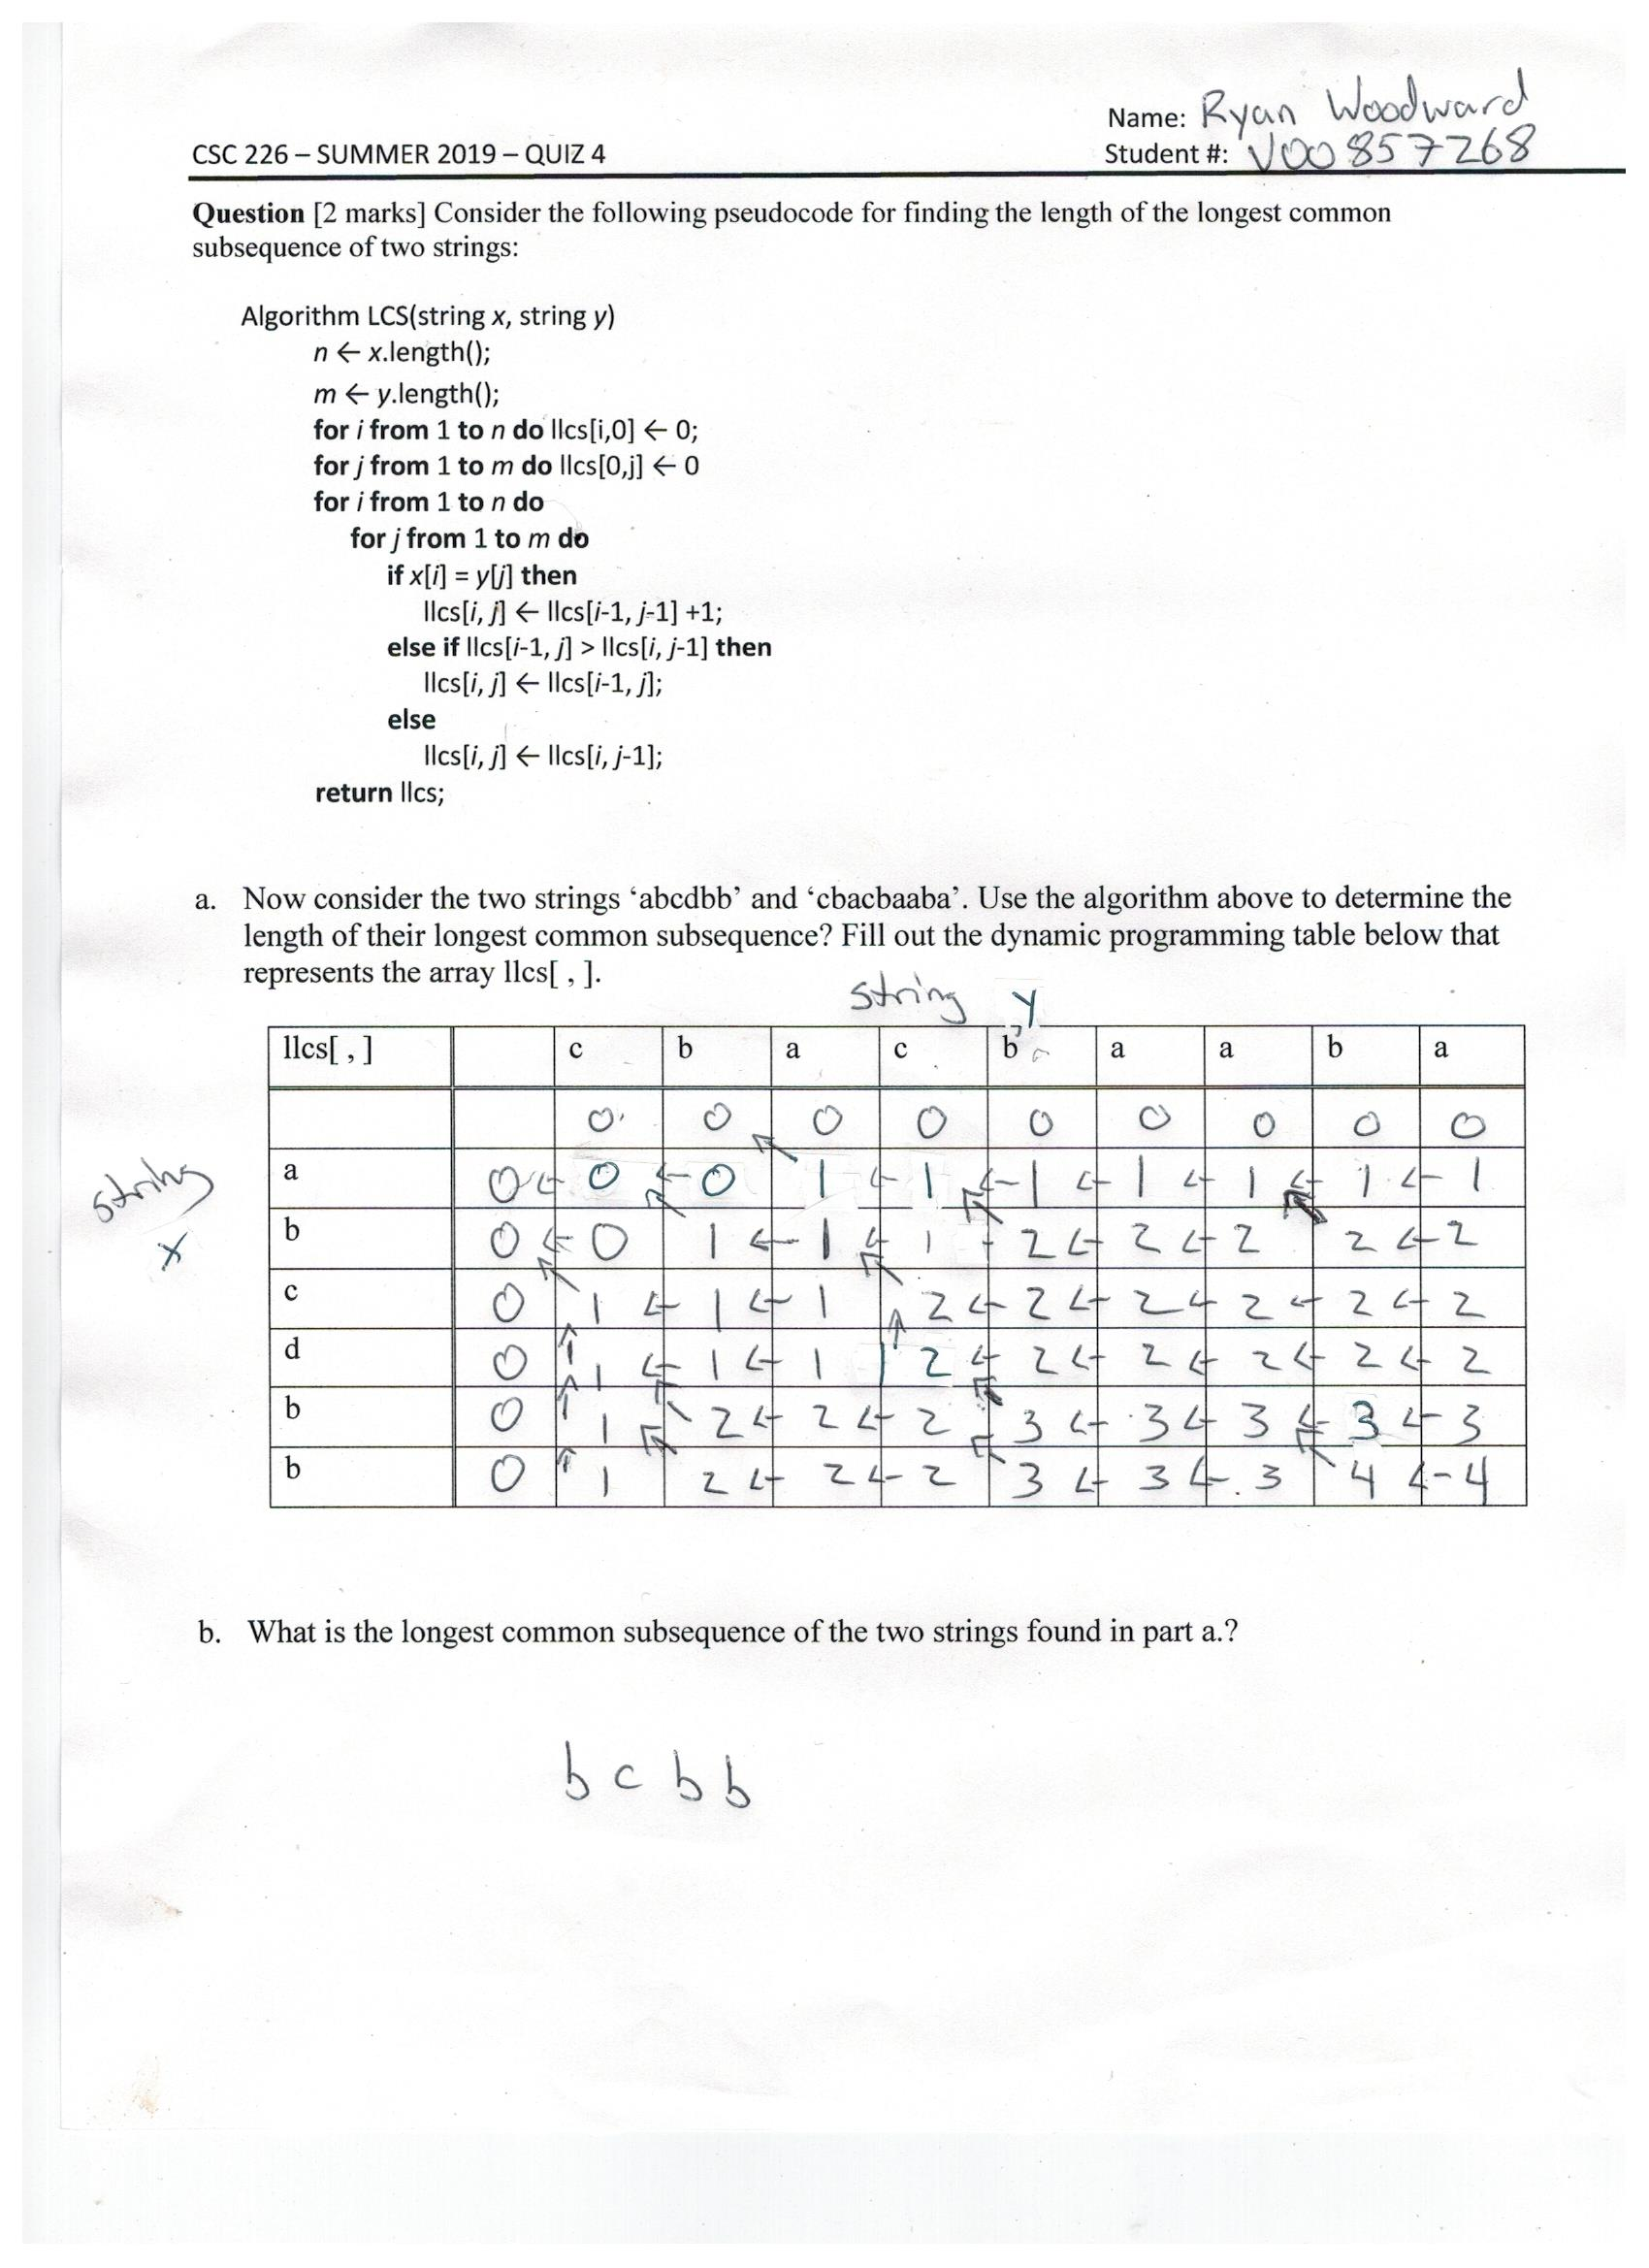 Name: Ryan Woodward
CSC 226 – SUMMER 2019 – QUIZ 4
Student #: V00857268
Question [2 marks] Consider the following pseudocode for finding the length of the longest common
subsequence of two strings:
Algorithm LCS(string x, string y)
n ← x.length();
m ← y.length();
for i from 1 to n do llcs[i,0] ← 0;
for j from 1 to m do llcs[0,j] ← 0
for i from 1 to n do
for j from 1 to m do
if x[i] = y[j] then
llcs[i, j] ← llcs[i-1, j-1] +1;
else if llcs[i-1, j] > llcs[i, j-1] then
llcs[i, j] ← llcs[i-1, j];
else
llcs[i, j] ← llcs[i, j-1];
return llcs;
a. Now consider the two strings ‘abcdbb’ and ‘cbacbaaba’. Use the algorithm above to determine the
length of their longest common subsequence? Fill out the dynamic programming table below that
represents the array llcs[ , ].
string y
llcs[ , ] c b a c b a a b a
0 0 0 0 0 0 0 0 0
string x
a 0 ← 0 ← 0 ↖ 1 ← 1 ← 1 ← 1 ← 1 ← 1 ← 1
b 0 ← 0 ↖ 1 ← 1 ← 1 ↖ 2 ← 2 ← 2 ↖ 2 ← 2
c 0 ↖ 1 ← 1 ← 1 ↖ 2 ← 2 ← 2 ← 2 ← 2 ← 2
d 0 ↑ 1 ← 1 ← 1 ↑ 2 ← 2 ← 2 ← 2 ← 2 ← 2
b 0 ↑ 1 ↖ 2 ← 2 ← 2 ↖ 3 ← 3 ← 3 ← 3 ← 3
b 0 ↑ 1 ↖ 2 ← 2 ← 2 ↖ 3 ← 3 ← 3 ↖ 4 ← 4
b. What is the longest common subsequence of the two strings found in part a.?
b c b b